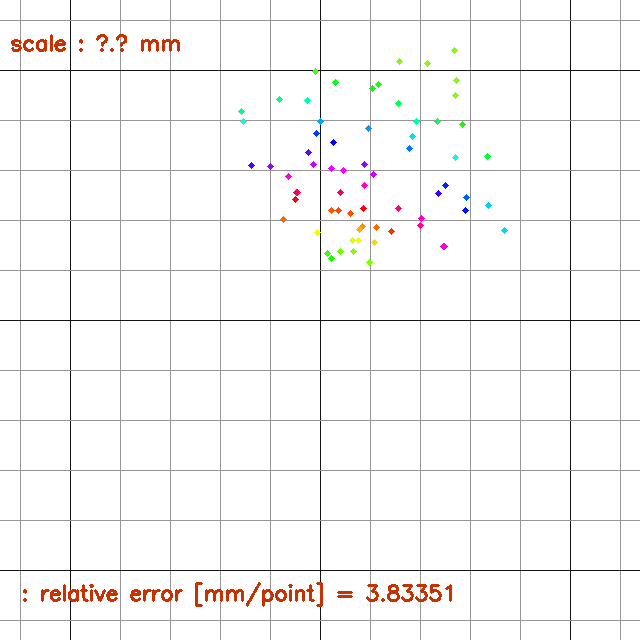 scale : ?.? mm
: relative error [mm/point] = 3.83351